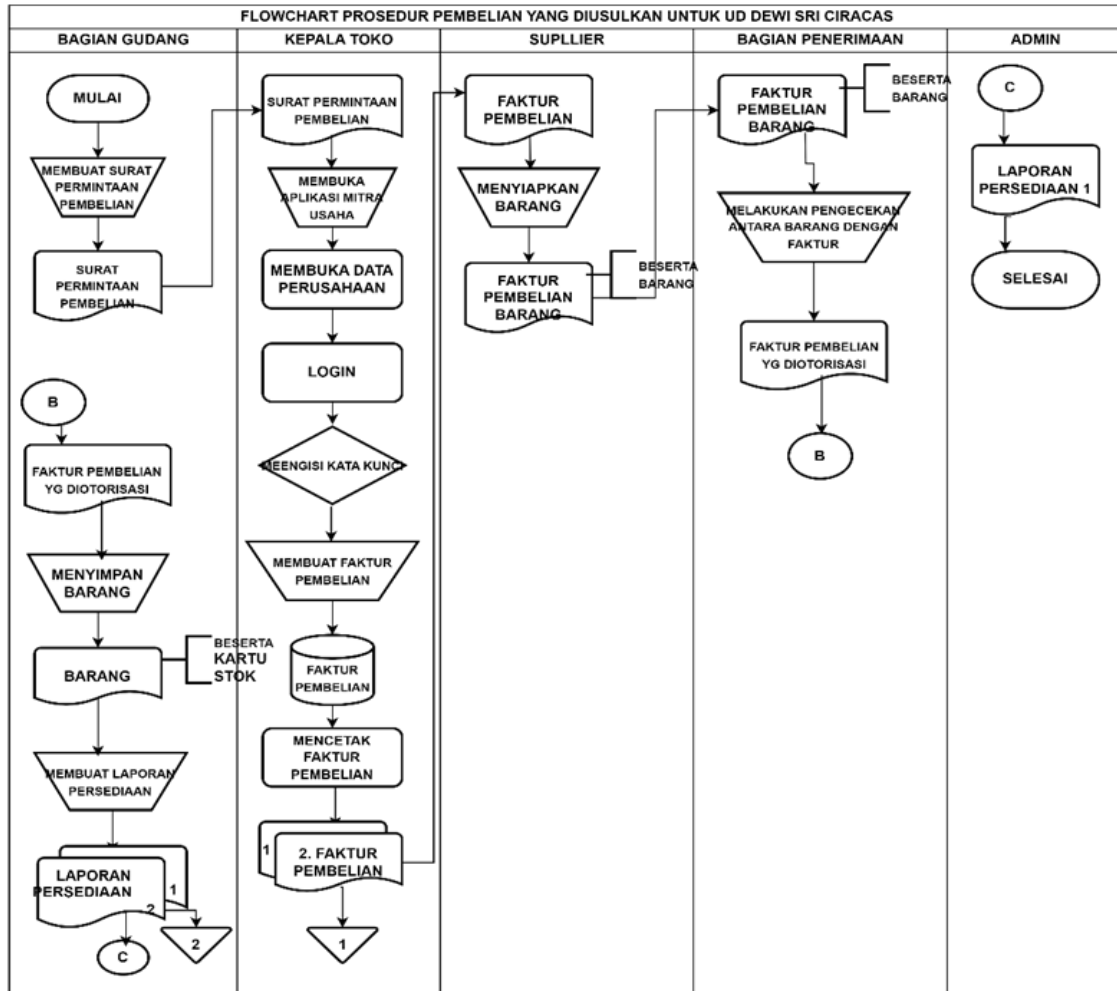 FLOWCHART PROSEDUR PEMBELIAN YANG DIUSULKAN UNTUK UD DEWI SRI CIRACAS
BAGIAN GUDANG
KEPALA TOKO
SUPLLIER
BAGIAN PENERIMAAN
ADMIN
MULAI
MEMBUAT SURAT
PERMINTAAN
PEMBELIAN
SURAT
PERMINTAAN
PEMBELIAN
B
FAKTUR PEMBELIAN
YG DIOTORISASI
MENYIMPAN
BARANG
BARANG
BESERTA
KARTU
STOK
MEMBUAT LAPORAN
PERSEDIAAN
LAPORAN
PERSEDIAAN
1
2
2
C
SURAT PERMINTAAN
PEMBELIAN
MEMBUKA
APLIKASI MITRA
USAHA
MEMBUKA DATA
PERUSAHAAN
LOGIN
MEENGISI KATA KUNCI
MEMBUAT FAKTUR
PEMBELIAN
FAKTUR
PEMBELIAN
MENCETAK
FAKTUR
PEMBELIAN
1
2. FAKTUR
PEMBELIAN
1
FAKTUR
PEMBELIAN
MENYIAPKAN
BARANG
FAKTUR
PEMBELIAN
BARANG
BESERTA
BARANG
FAKTUR
PEMBELIAN
BARANG
BESERTA
BARANG
MELAKUKAN PENGECEKAN
ANTARA BARANG DENGAN
FAKTUR
FAKTUR PEMBELIAN
YG DIOTORISASI
B
C
LAPORAN
PERSEDIAAN 1
SELESAI